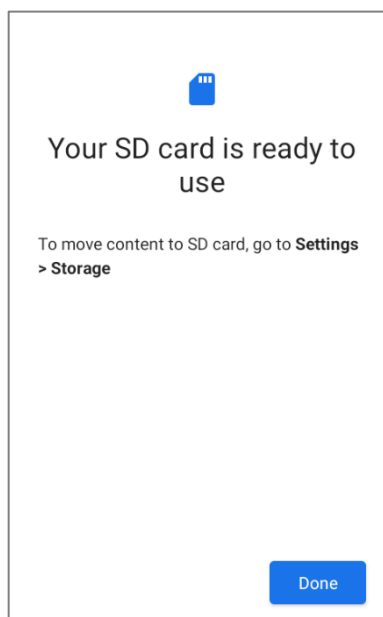 Your SD card is ready to
use
To move content to SD card, go to Settings
> Storage
Done